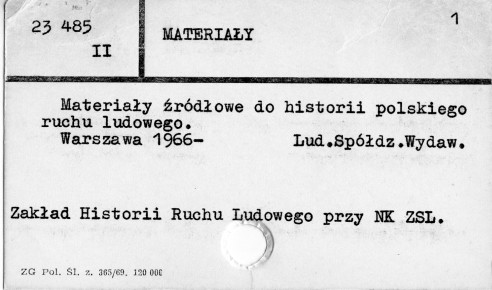 23 485
II
MATERIAŁY
1
Materiały źródłowe do historii polskiego
ruchu ludowego.
Warszawa 1966- Lud.Spółdz.Wydaw.
Zakład Historii Ruchu Ludowego przy NK ZSL.
ZG Pol. Śl. z. 365/69. 120 000